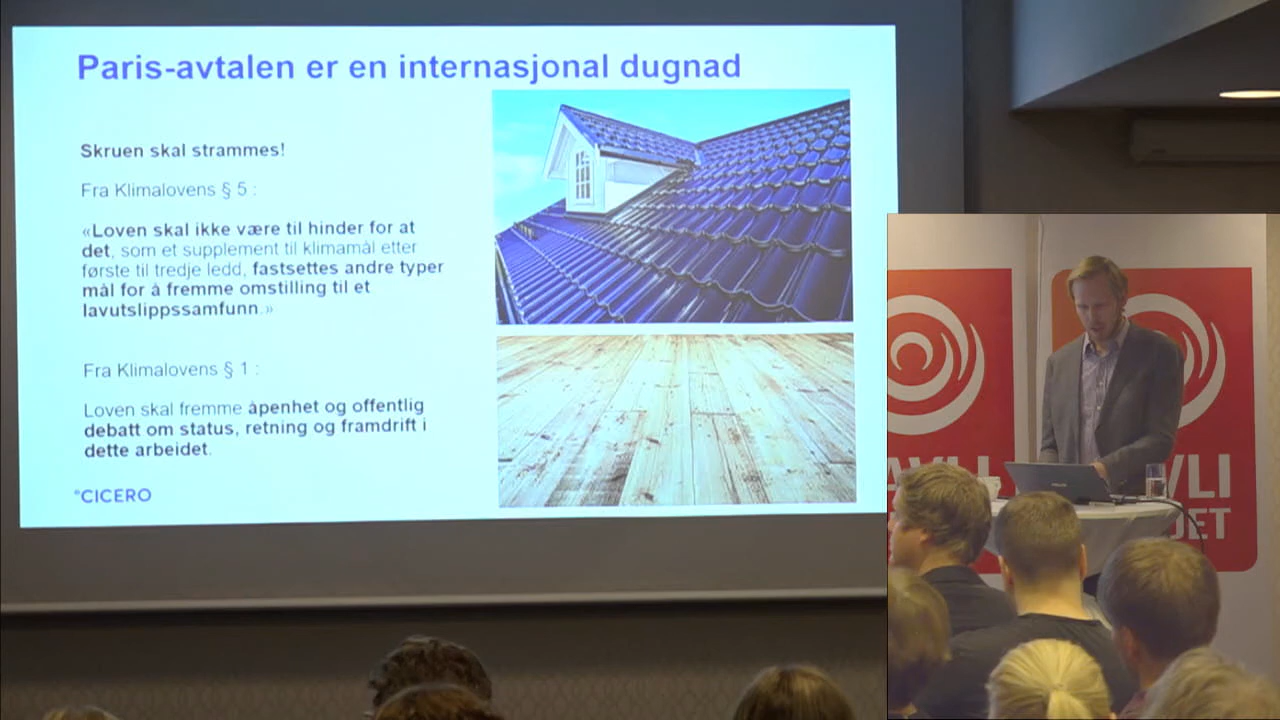 Paris-avtalen er en internasjonal dugnad
Skruen skal strammes!
Fra Klimalovens § 5 :
«Loven skal ikke være til hinder for at
det, som et supplement til klimamål etter
første til tredje ledd, fastsettes andre typer
mål for å fremme omstilling til et
lavutslippssamfunn.»
Fra Klimalovens § 1 :
Loven skal fremme åpenhet og offentlig
debatt om status, retning og framdrift i
dette arbeidet.
°CICERO